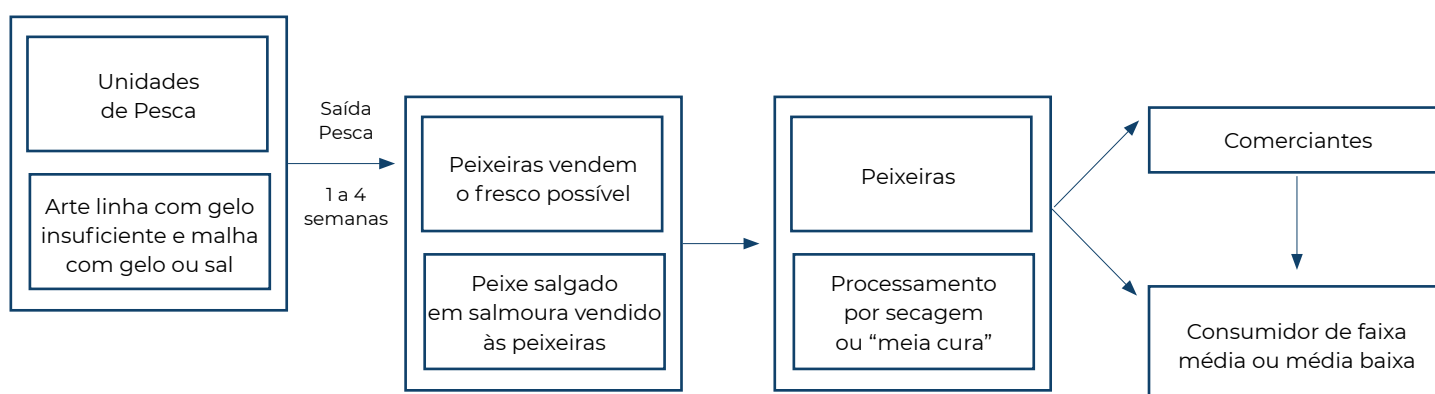 Unidades
de Pesca
Arte linha com gelo
insuficiente e malha
com gelo ou sal
Saída
Pesca
1 a 4
semanas
Peixeiras vendem
o fresco possível
Peixe salgado
em salmoura vendido
às peixeiras
Peixeiras
Processamento
por secagem
ou “meia cura”
Comerciantes
Consumidor de faixa
média ou média baixa